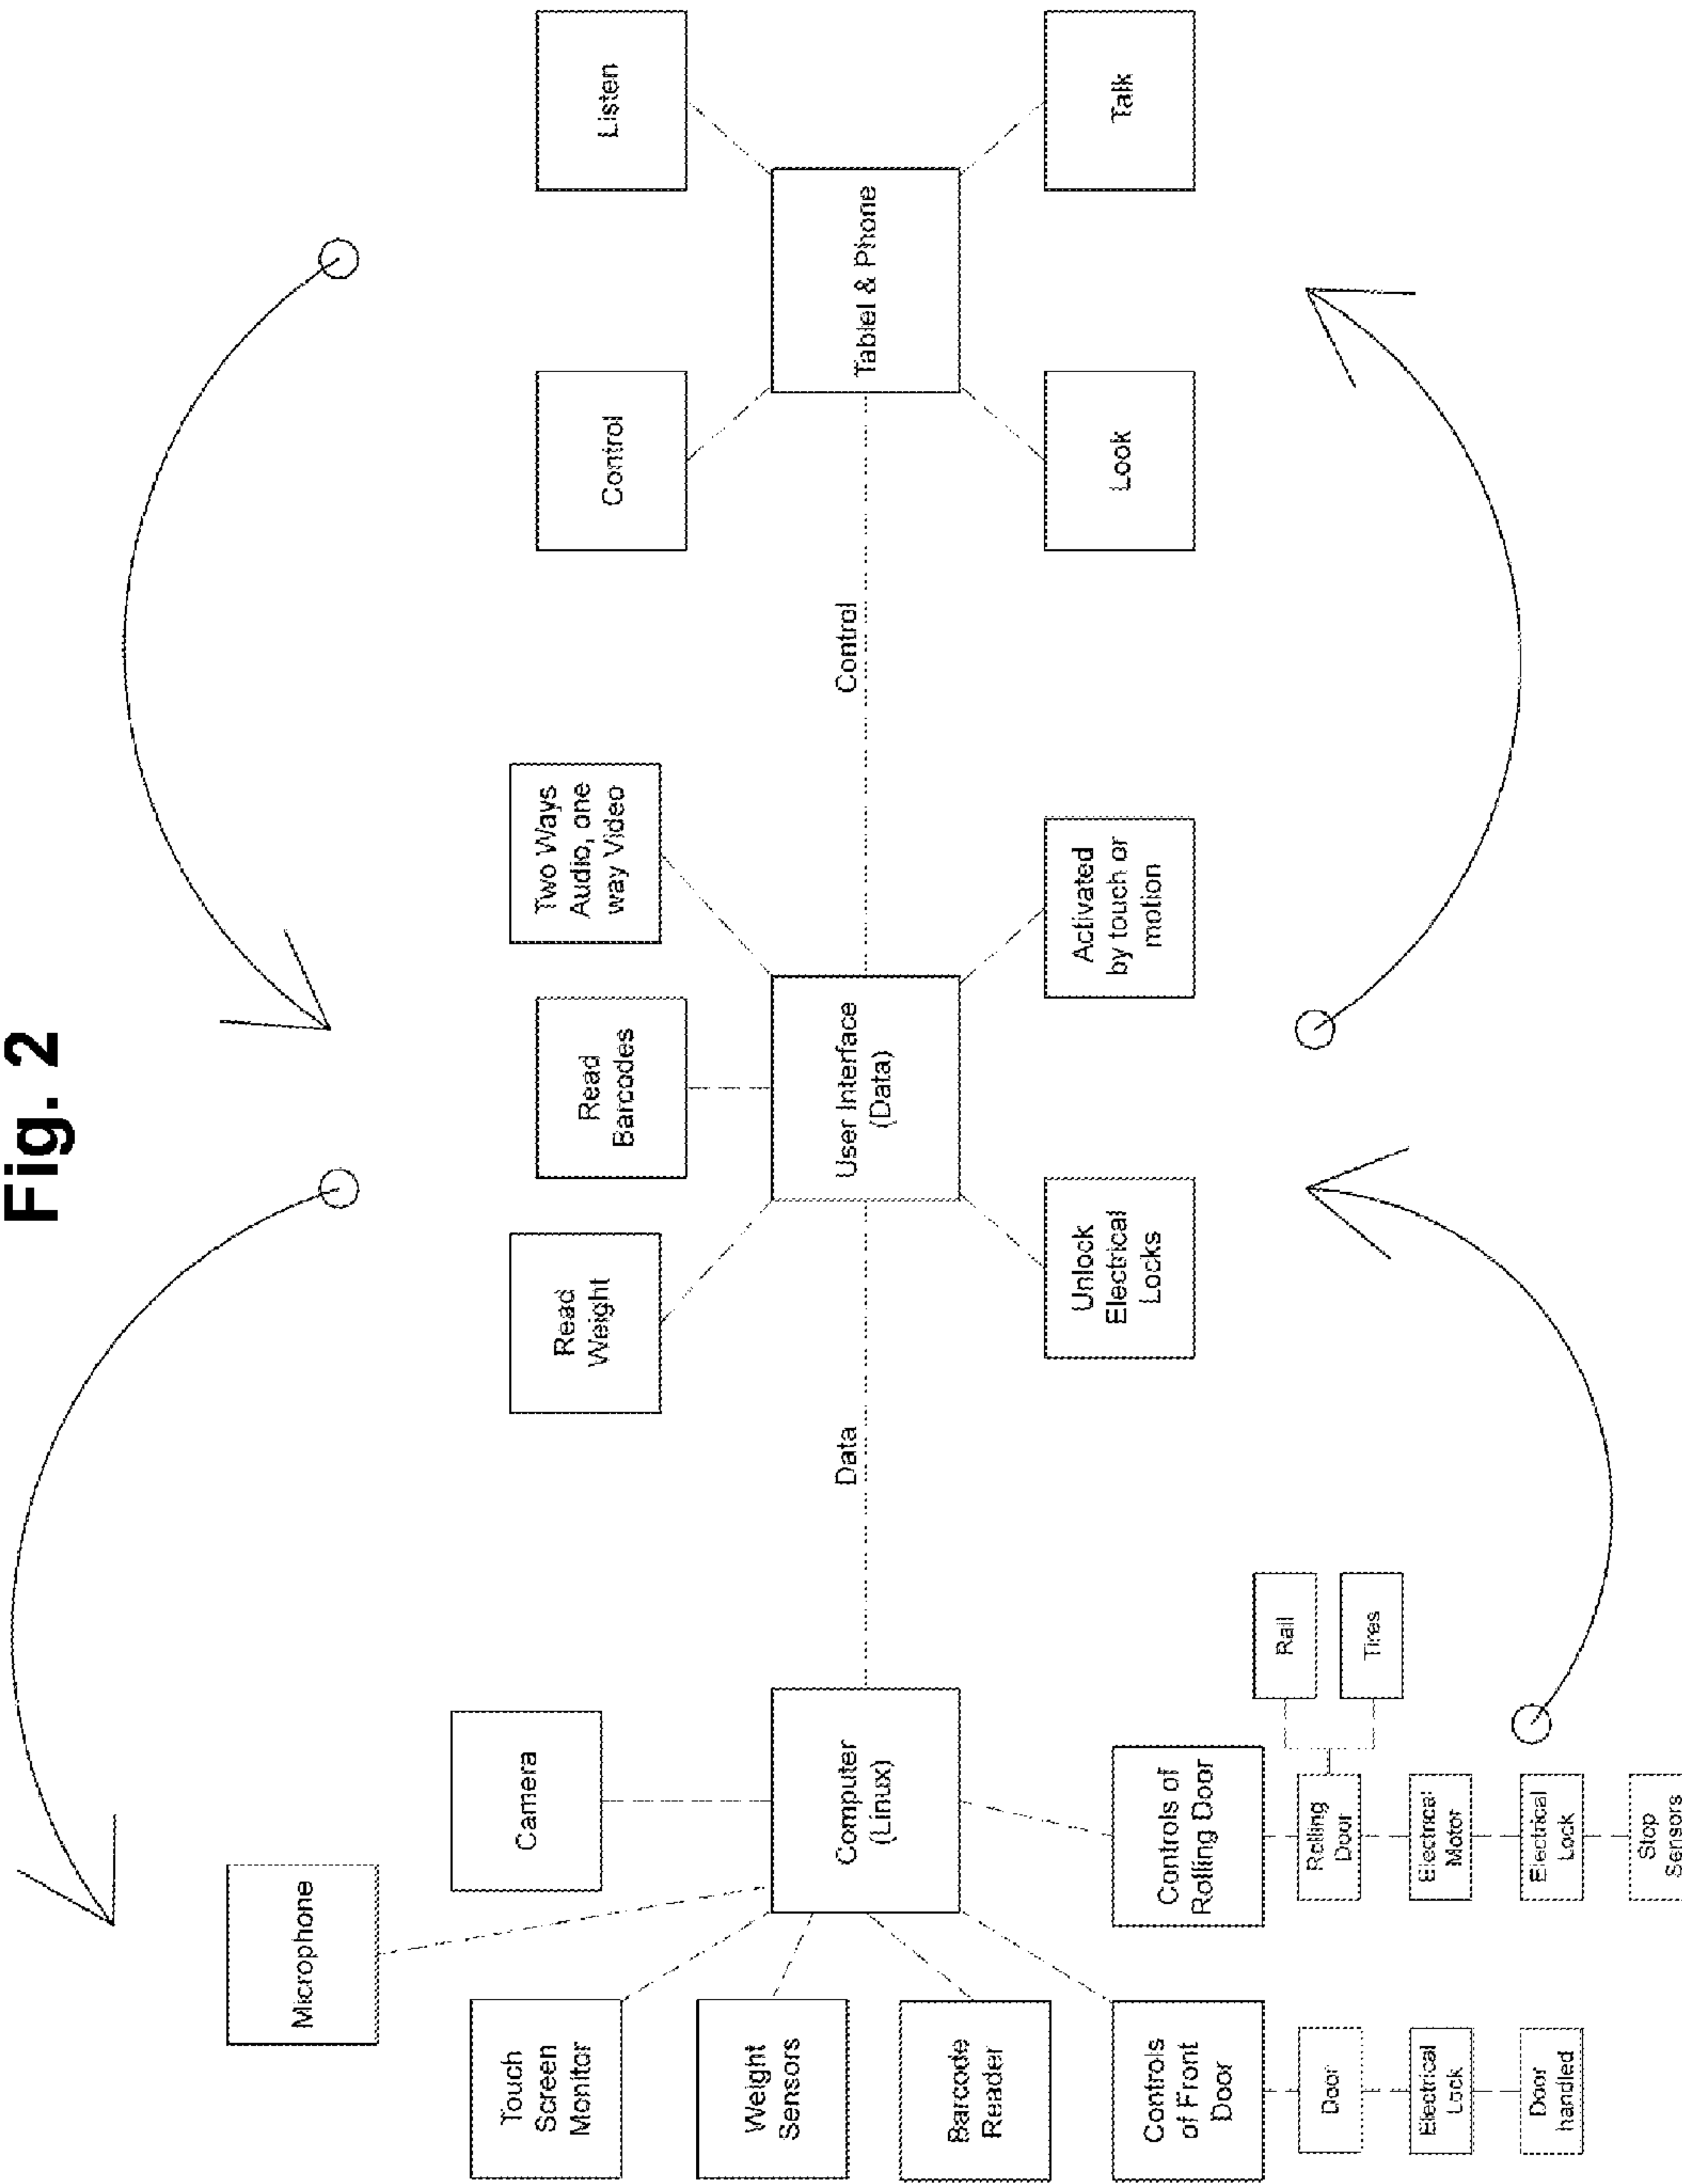 Fig. 2
Microphone
Camera
Touch
Screen
Monitor
Weight
Sensors
Barcode
Reader
Controls
of Front
Door
Door
Electrical
Lock
Door
handled
Computer
(Linux)
Controls of
Rolling Door
Rolling
Door
Rail
Tires
Electrical
Motor
Electrical
Lock
Stop
Sensors
Data
Read
Weight
Read
Barcodes
Two Ways
Audio, one
way Video
User Interface
(Data)
Unlock
Electrical
Locks
Activated
by touch or
motion
Control
Control
Listen
Tablet & Phone
Look
Talk